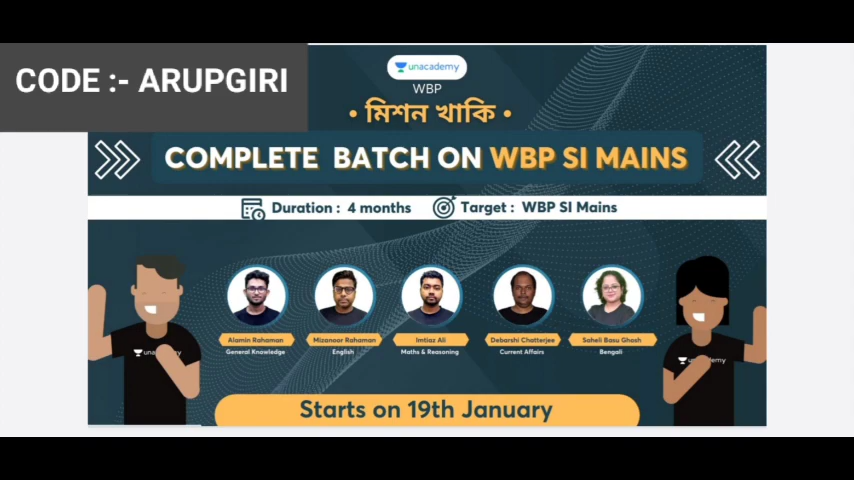 CODE :- ARUPGIRI
unacademy
WBP
• মিশন খাকি •
COMPLETE BATCH ON WBP SI MAINS
Duration : 4 months Target : WBP SI Mains
Alamin Rahaman Mizanoor Rahaman Imtiaz Ali Debarshi Chatterjee Saheli Basu Ghosh
General Knowledge English Maths & Reasoning Current Affairs Bengali
Starts on 19th January